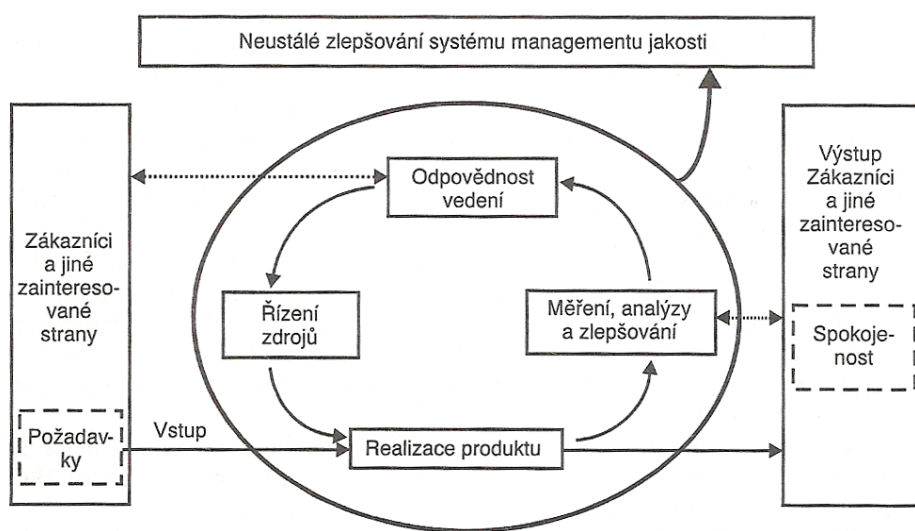 Neustálé zlepšování systému managementu jakosti
Zákazníci
a jiné
zaintereso-
vané
strany
Požadav-
ky
Vstup
Odpovědnost
vedení
Řízení
zdrojů
Měření, analýzy
a zlepšování
Realizace produktu
Výstup
Zákazníci
a jiné
zaintereso-
vané
strany
Spokoje-
nost